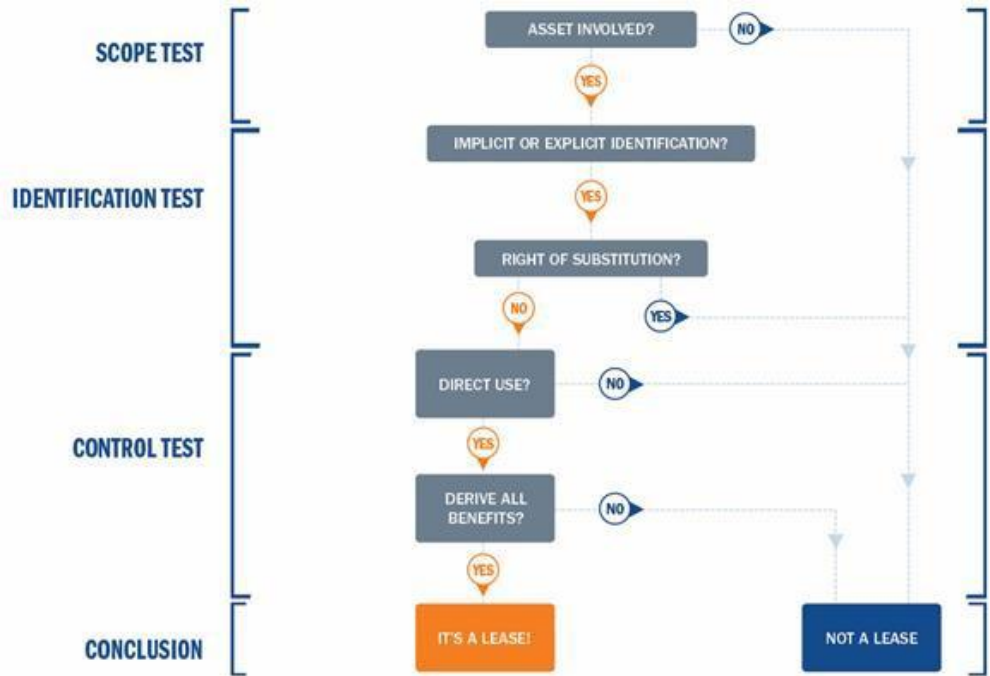 SCOPE TEST
ASSET INVOLVED?
NO
YES
IDENTIFICATION TEST
IMPLICIT OR EXPLICIT IDENTIFICATION?
YES
RIGHT OF SUBSTITUTION?
NO
YES
CONTROL TEST
DIRECT USE?
NO
YES
DERIVE ALL
BENEFITS?
NO
YES
CONCLUSION
IT'S A LEASE!
NOT A LEASE